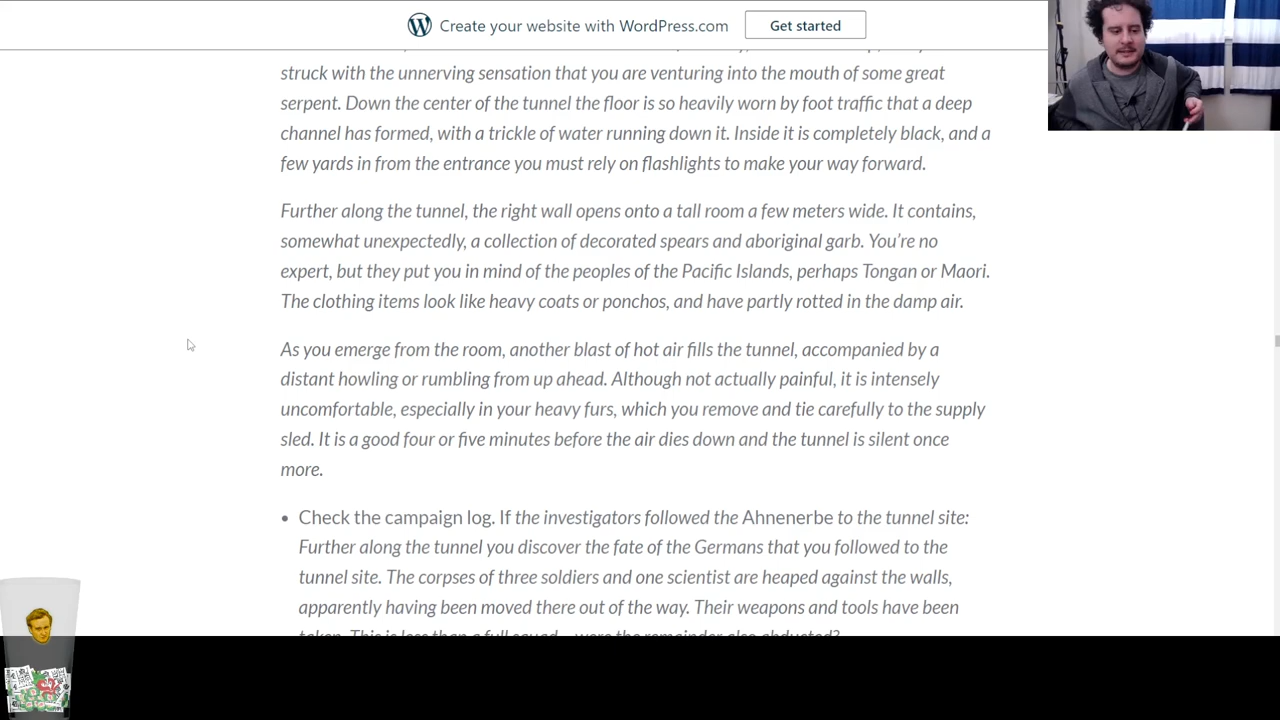 Create your website with WordPress.com
Get started
struck with the unnerving sensation that you are venturing into the mouth of some great
serpent. Down the center of the tunnel the floor is so heavily worn by foot traffic that a deep
channel has formed, with a trickle of water running down it. Inside it is completely black, and a
few yards in from the entrance you must rely on flashlights to make your way forward.
Further along the tunnel, the right wall opens onto a tall room a few meters wide. It contains,
somewhat unexpectedly, a collection of decorated spears and aboriginal garb. You’re no
expert, but they put you in mind of the peoples of the Pacific Islands, perhaps Tongan or Maori.
The clothing items look like heavy coats or ponchos, and have partly rotted in the damp air.
As you emerge from the room, another blast of hot air fills the tunnel, accompanied by a
distant howling or rumbling from up ahead. Although not actually painful, it is intensely
uncomfortable, especially in your heavy furs, which you remove and tie carefully to the supply
sled. It is a good four or five minutes before the air dies down and the tunnel is silent once
more.
• Check the campaign log. If the investigators followed the Ahnenerbe to the tunnel site:
Further along the tunnel you discover the fate of the Germans that you followed to the
tunnel site. The corpses of three soldiers and one scientist are heaped against the walls,
apparently having been moved there out of the way. Their weapons and tools have been
taken. This is less than a full squad – were the remainder also abducted?